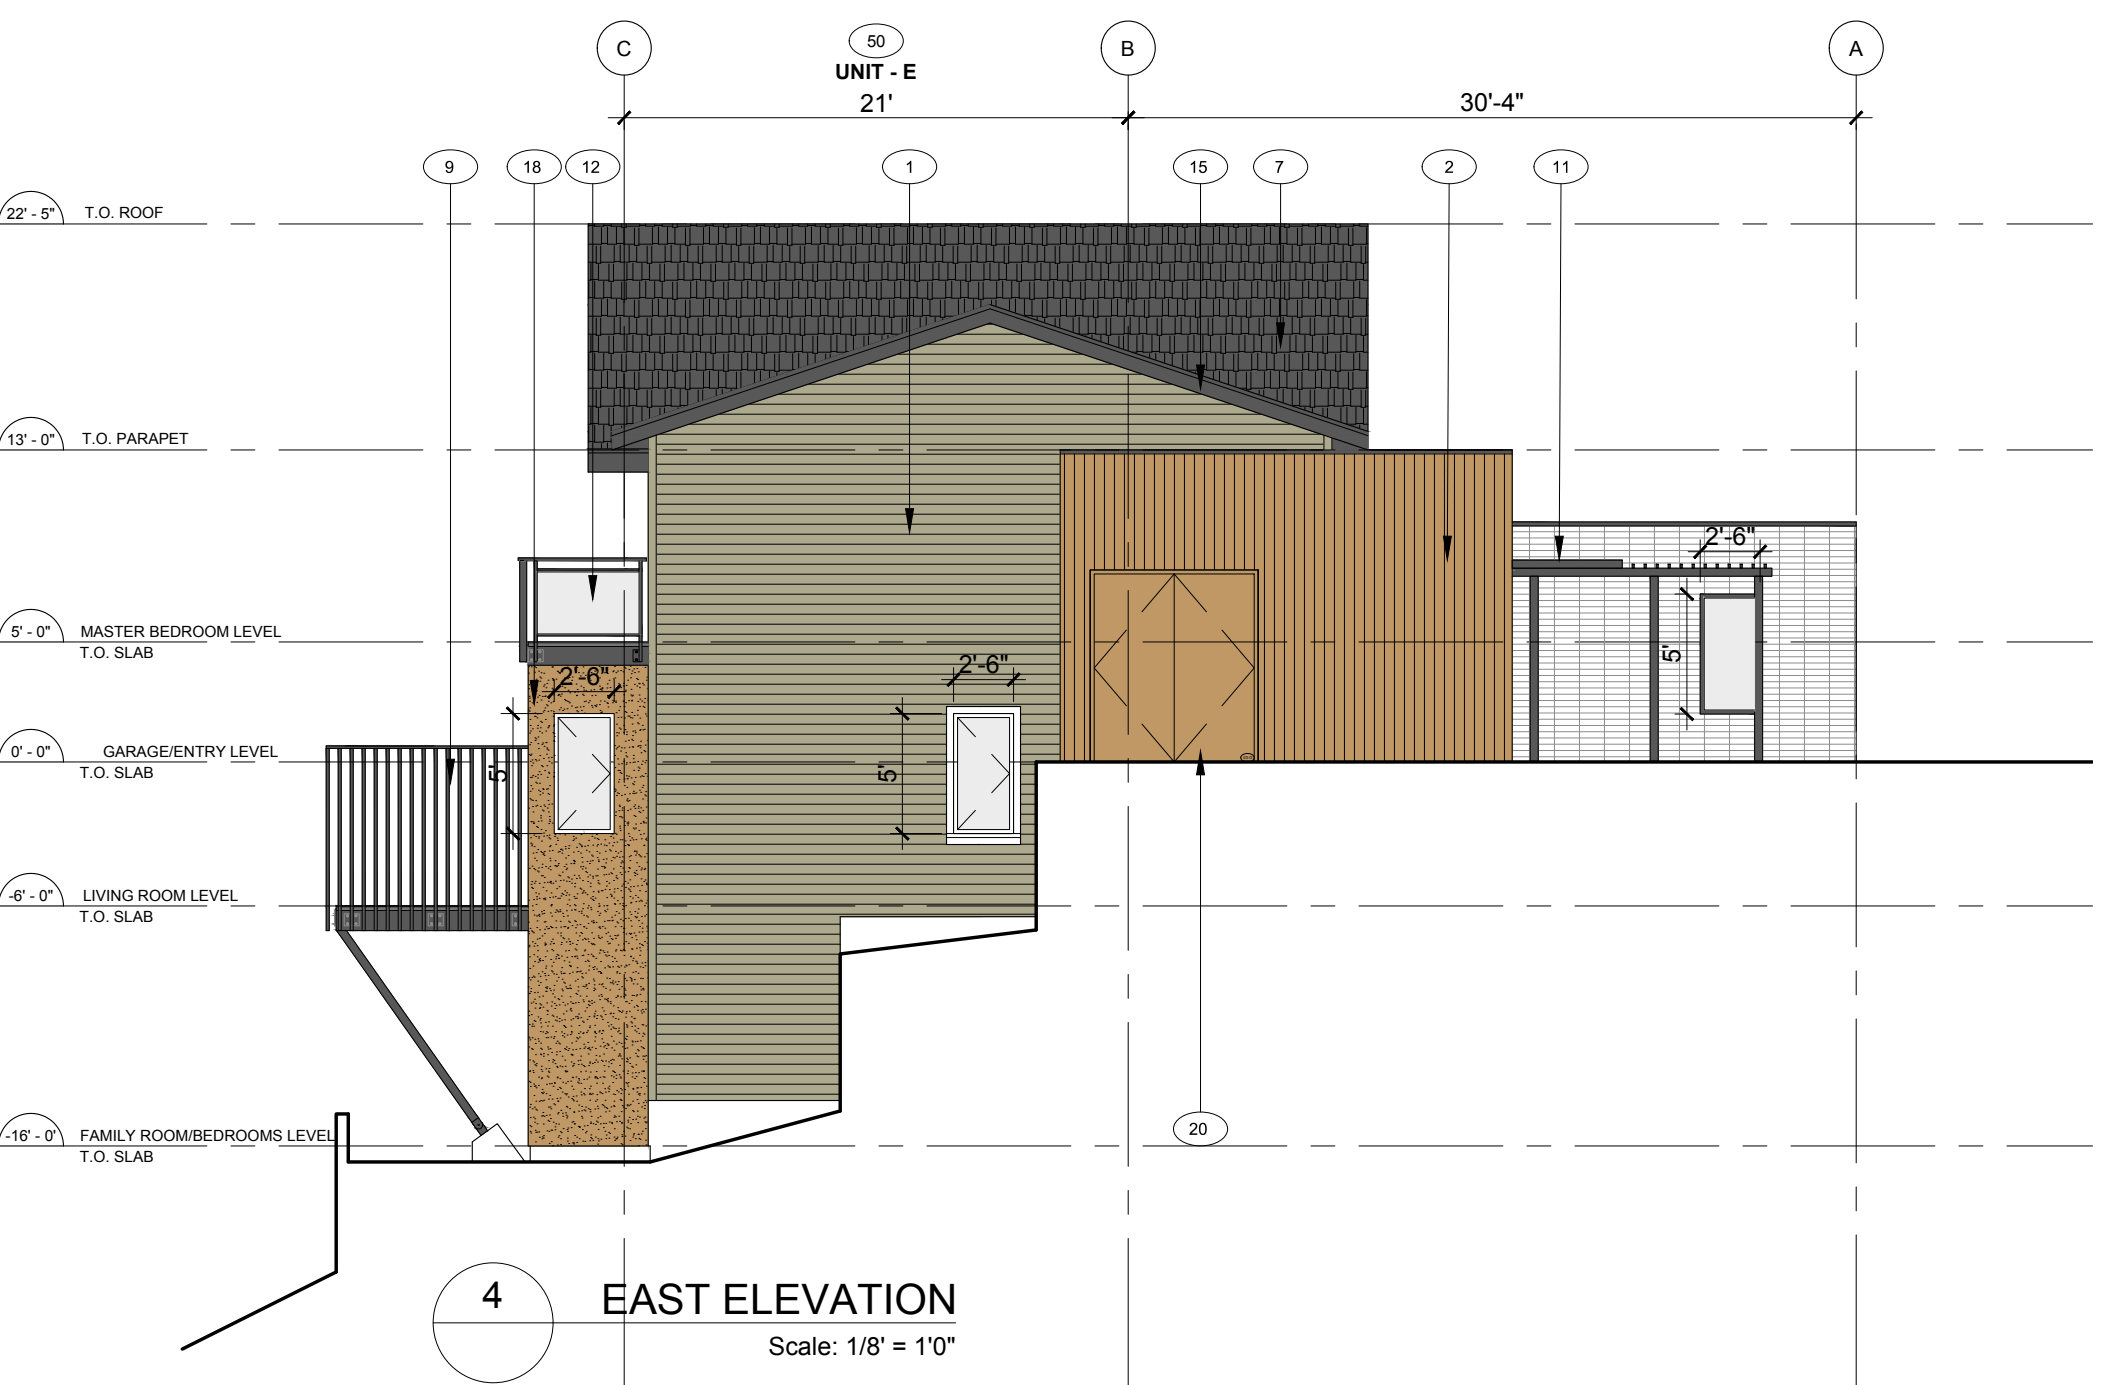 C
50
B
A
UNIT - E
21'
30'-4"
9
18
12
1
15
7
2
11
22' - 5"
T.O. ROOF
13' - 0"
T.O. PARAPET
2'-6"
5' - 0"
MASTER BEDROOM LEVEL
T.O. SLAB
5'
2'-6"
2'-6"
0' - 0"
GARAGE/ENTRY LEVEL
T.O. SLAB
5'
5'
-6' - 0"
LIVING ROOM LEVEL
T.O. SLAB
20
-16' - 0'
FAMILY ROOM/BEDROOMS LEVEL
T.O. SLAB
4
EAST ELEVATION
Scale: 1/8' = 1'0"